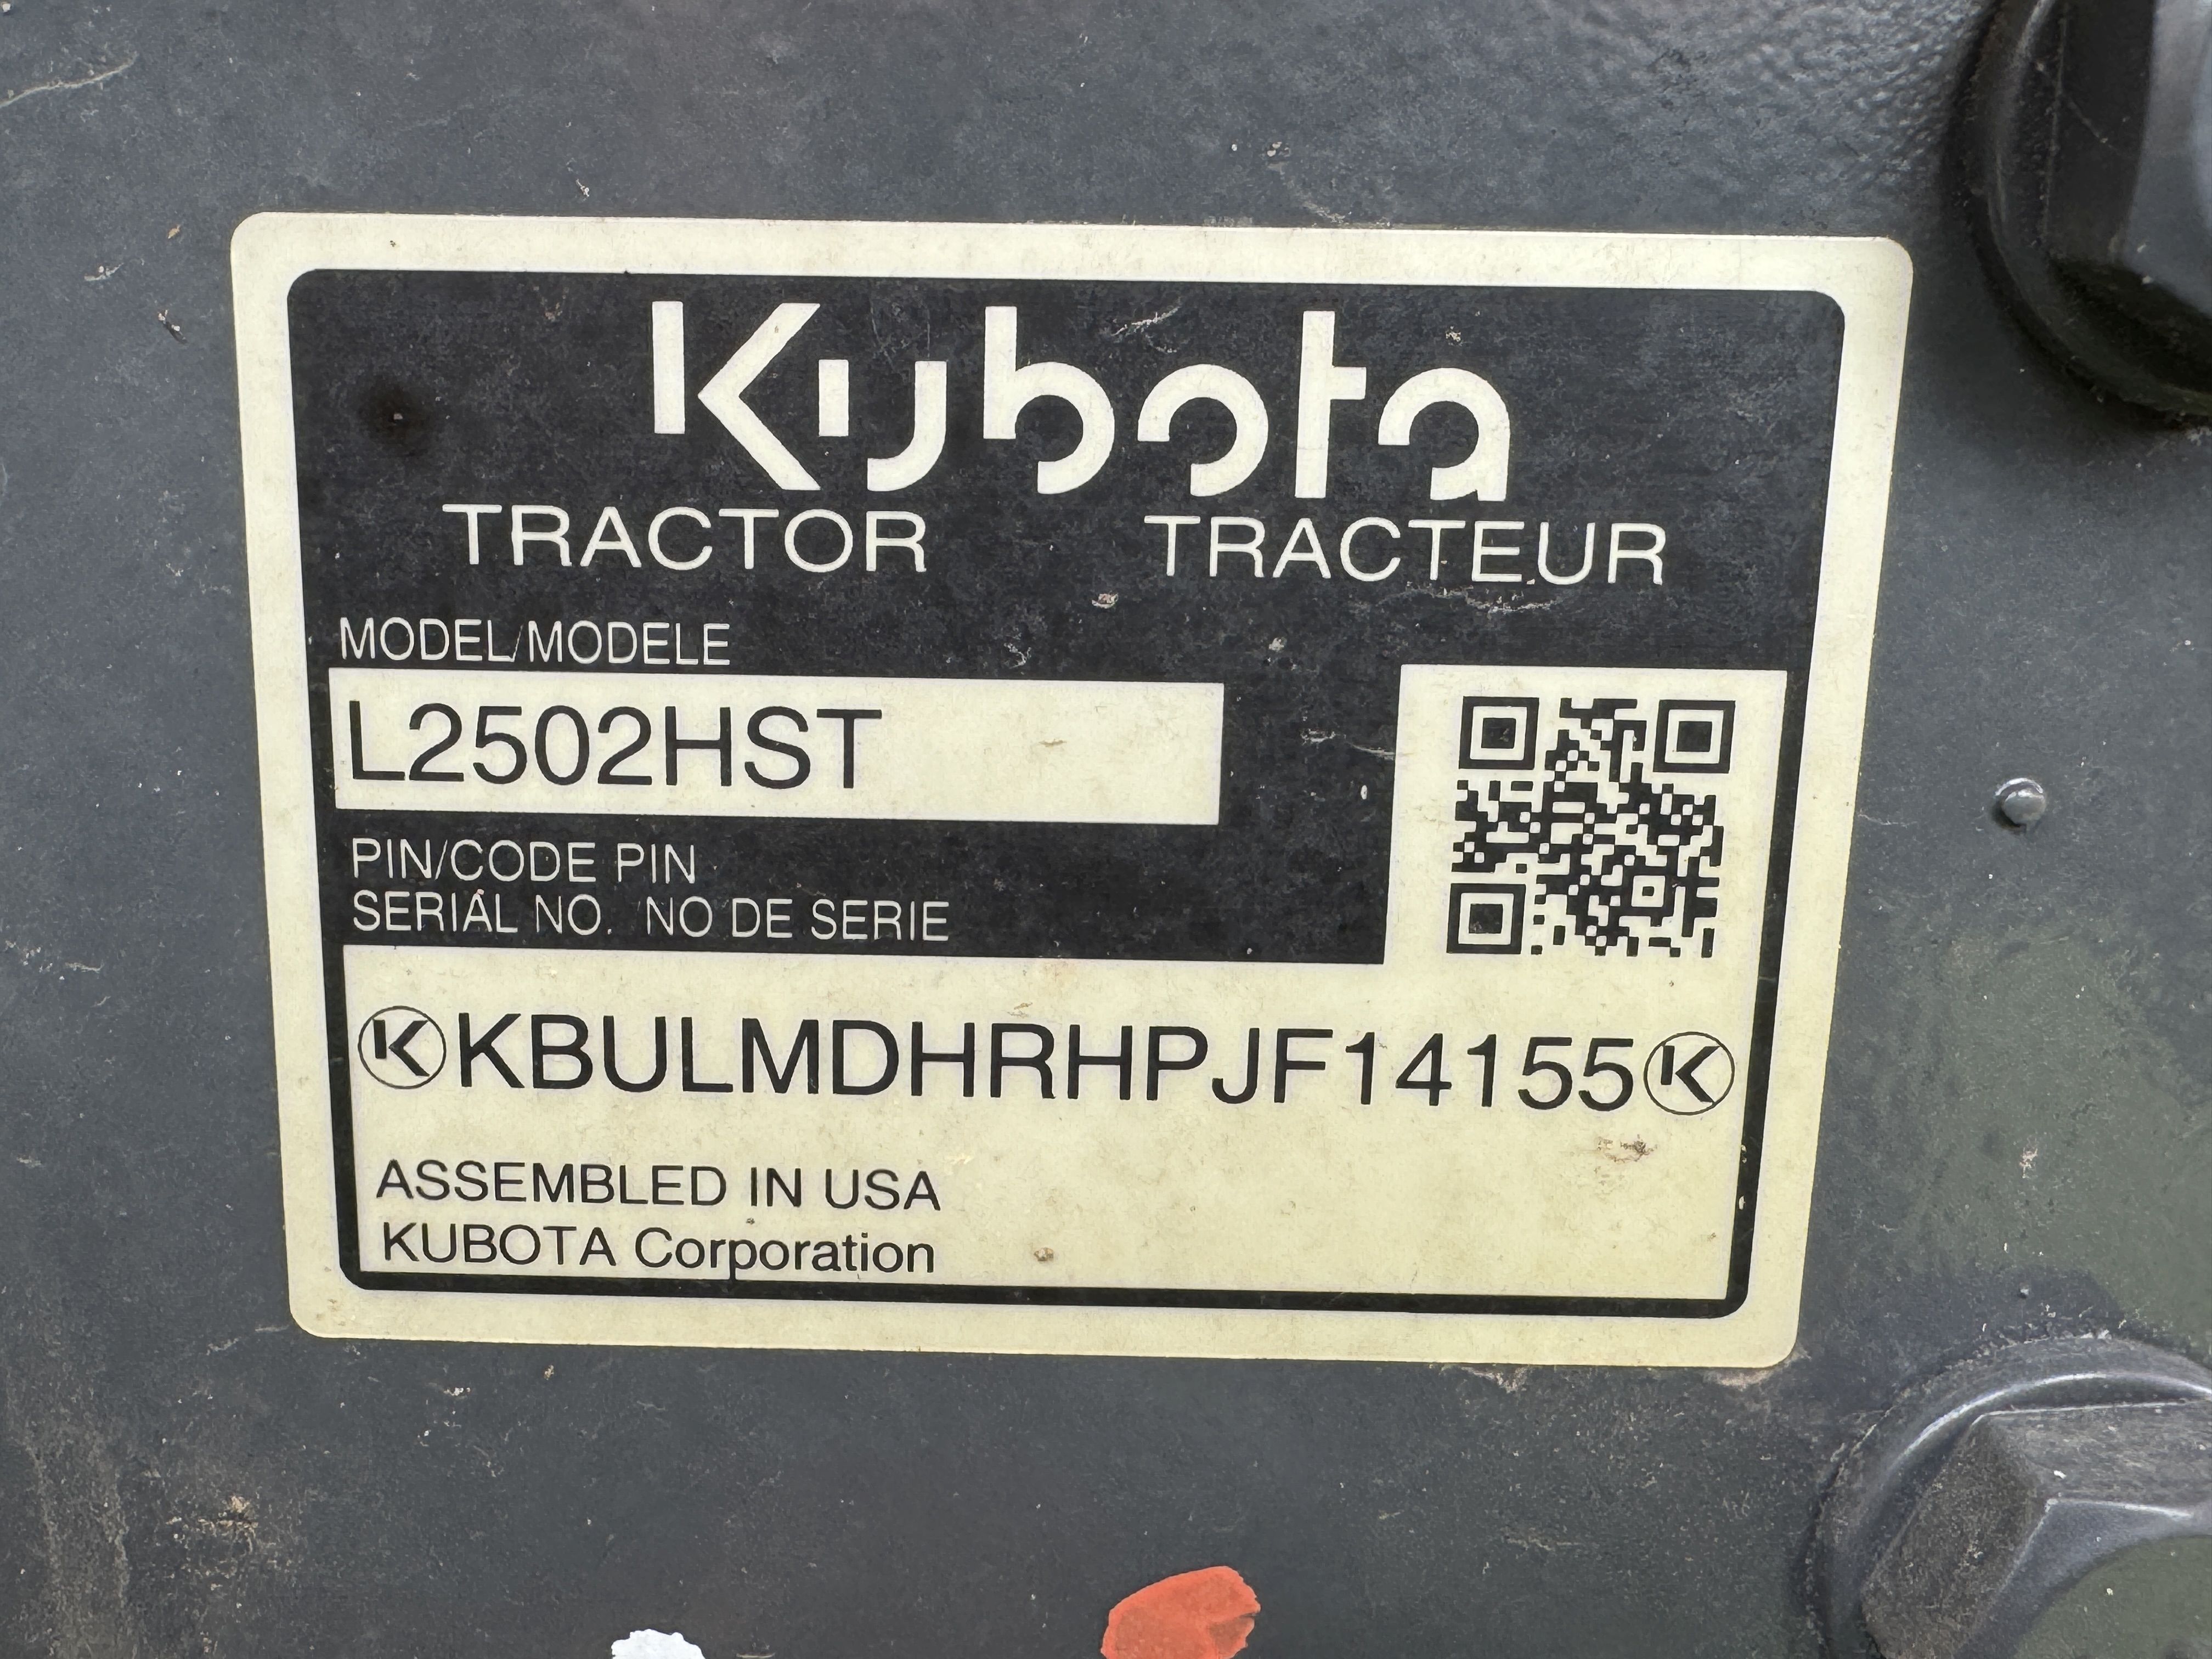 Kubota
TRACTOR TRACTEUR
MODEL/MODELE
L2502HST
PIN/CODE PIN
SERIAL NO. NO DE SERIE
KBULMDHRHPJF14155
ASSEMBLED IN USA
KUBOTA Corporation